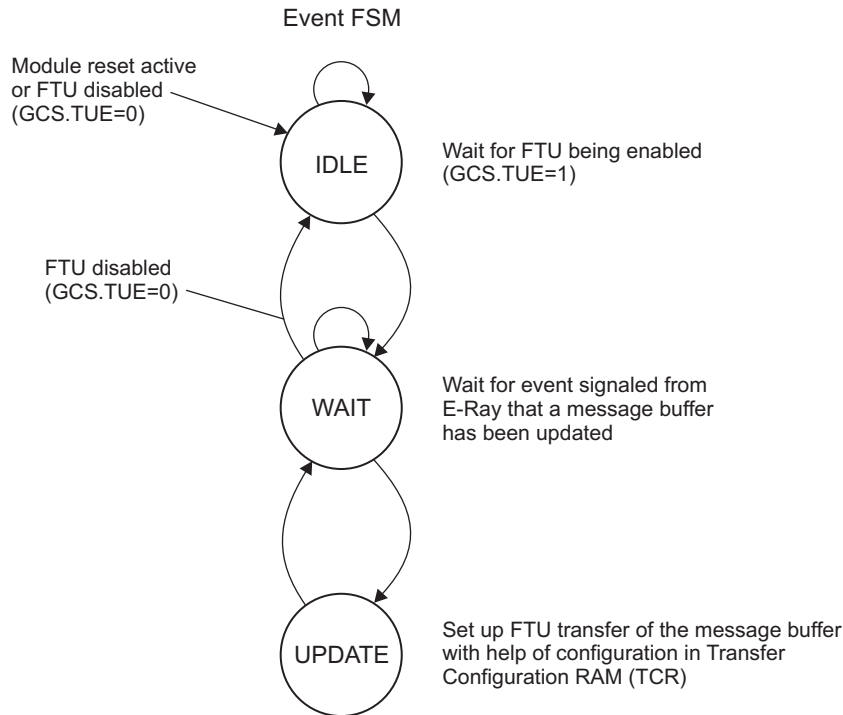 Event FSM
Module reset active
or FTU disabled
(GCS.TUE=0)
IDLE
Wait for FTU being enabled
(GCS.TUE=1)
FTU disabled
(GCS.TUE=0)
WAIT
Wait for event signaled from
E-Ray that a message buffer
has been updated
UPDATE
Set up FTU transfer of the message buffer
with help of configuration in Transfer
Configuration RAM (TCR)